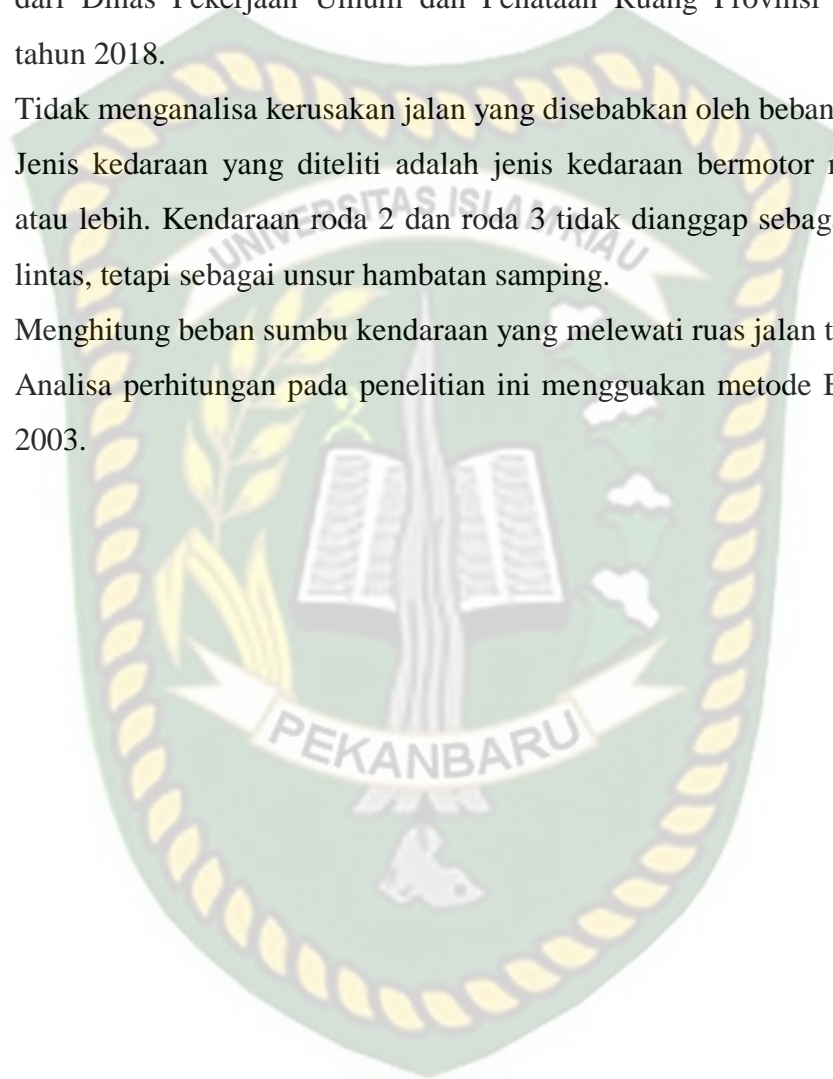 dari Dinas Pekerjaan Umum dan Penataan Ruang Provinsi
tahun 2018.
Tidak menganalisa kerusakan jalan yang disebabkan oleh beban
Jenis kedaraan yang diteliti adalah jenis kedaraan bermotor
atau lebih. Kendaraan roda 2 dan roda 3 tidak dianggap
lintas, tetapi sebagai unsur hambatan samping.
Menghitung beban sumbu kendaraan yang melewati ruas jalan
Analisa perhitungan pada penelitian ini mengguakan metode
2003.
UNIVERSITAS ISLAM RIAU
PEKANBARU